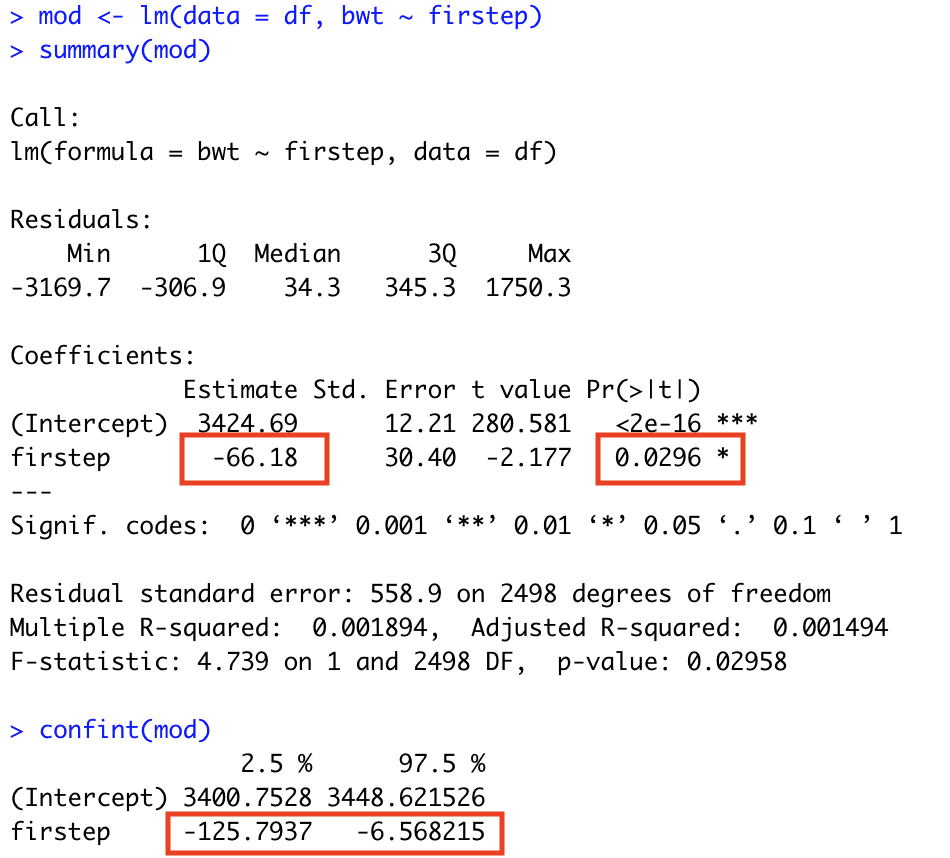 > mod <- lm(data = df, bwt ~ firstep)
> summary(mod)
Call:
lm(formula = bwt ~ firstep, data = df)
Residuals:
Min 1Q Median 3Q Max
-3169.7 -306.9 34.3 345.3 1750.3
Coefficients:
Estimate Std. Error t value Pr(>|t|)
(Intercept) 3424.69 12.21 280.581 <2e-16 ***
firstep -66.18 30.40 -2.177 0.0296 *
---
Signif. codes: 0 ‘***’ 0.001 ‘**’ 0.01 ‘*’ 0.05 ‘.’ 0.1 ‘ ’ 1
Residual standard error: 558.9 on 2498 degrees of freedom
Multiple R-squared: 0.001894, Adjusted R-squared: 0.001494
F-statistic: 4.739 on 1 and 2498 DF, p-value: 0.02958
> confint(mod)
2.5 % 97.5 %
(Intercept) 3400.7528 3448.621526
firstep -125.7937 -6.568215